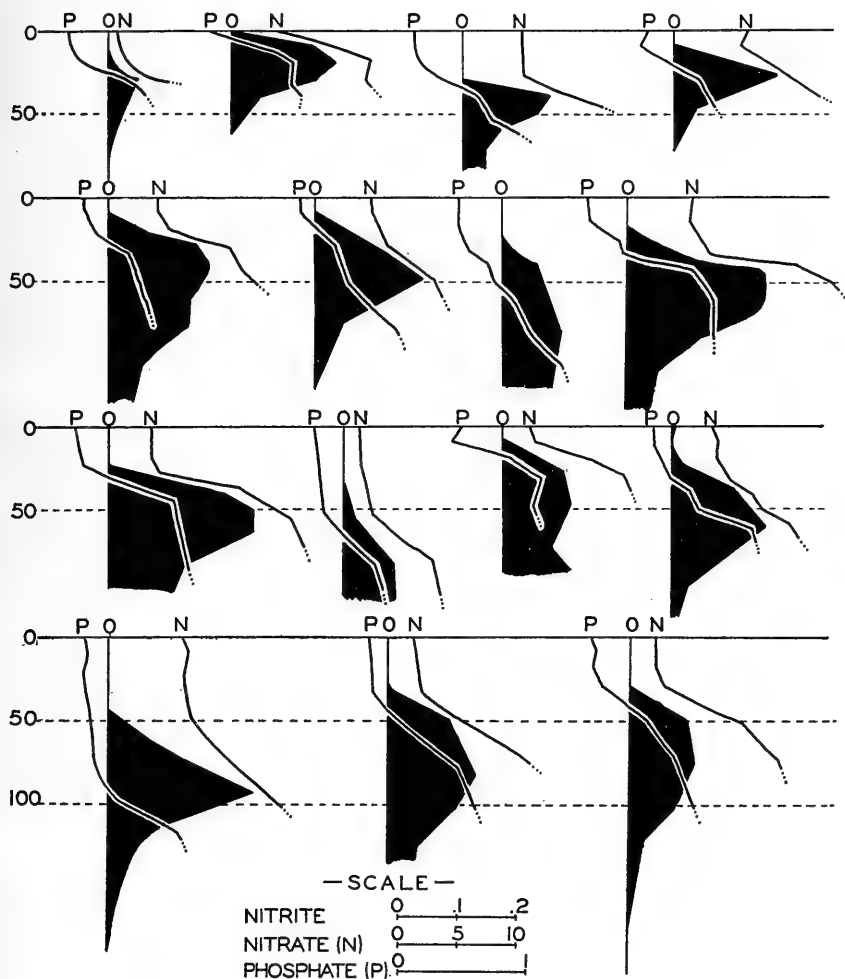 P O N P O N P O N P O N
0
50
P O N P O N P O N P O N
0
50
P O N P O N P O N P O N
0
50
P O N P O N P O N
0
50
100
— SCALE —
NITRITE 0 .1 .2
NITRATE (N) 0 5 10
PHOSPHATE (P) 0 1